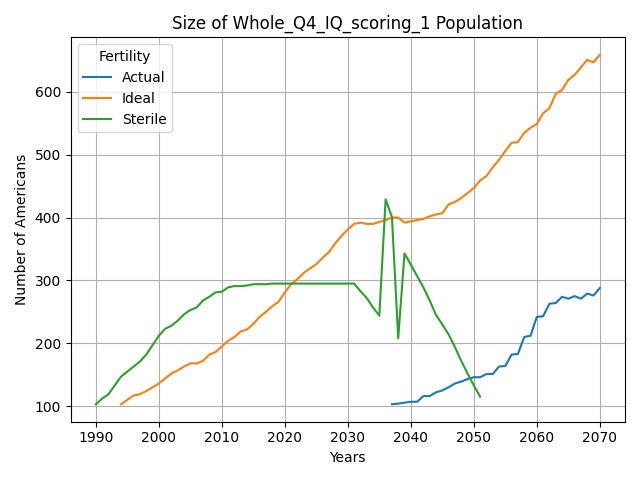 Size of Whole_Q4_IQ_scoring_1 Population
Fertility
Actual
Ideal
Sterile
Number of Americans
600
500
400
300
200
100
1990 2000 2010 2020 2030 2040 2050 2060 2070
Years